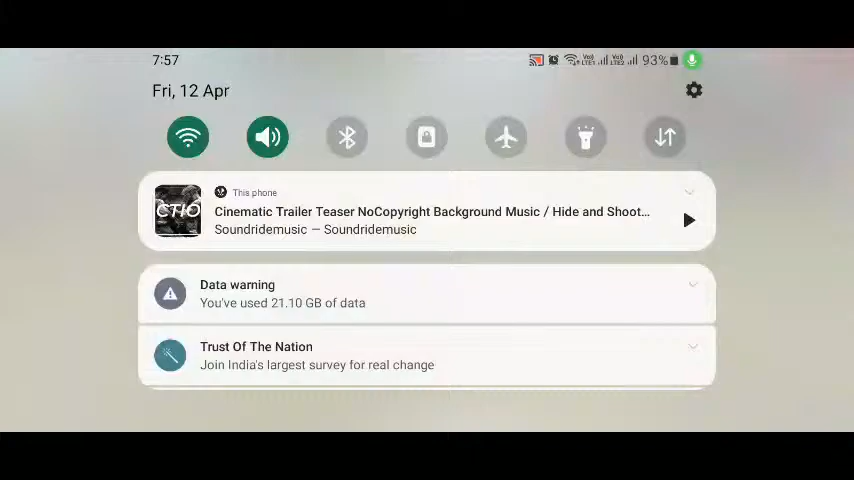 7:57
93%
Fri, 12 Apr
CTIO
This phone
Cinematic Trailer Teaser NoCopyright Background Music / Hide and Shoot...
Soundridemusic — Soundridemusic
Data warning
You've used 21.10 GB of data
Trust Of The Nation
Join India's largest survey for real change